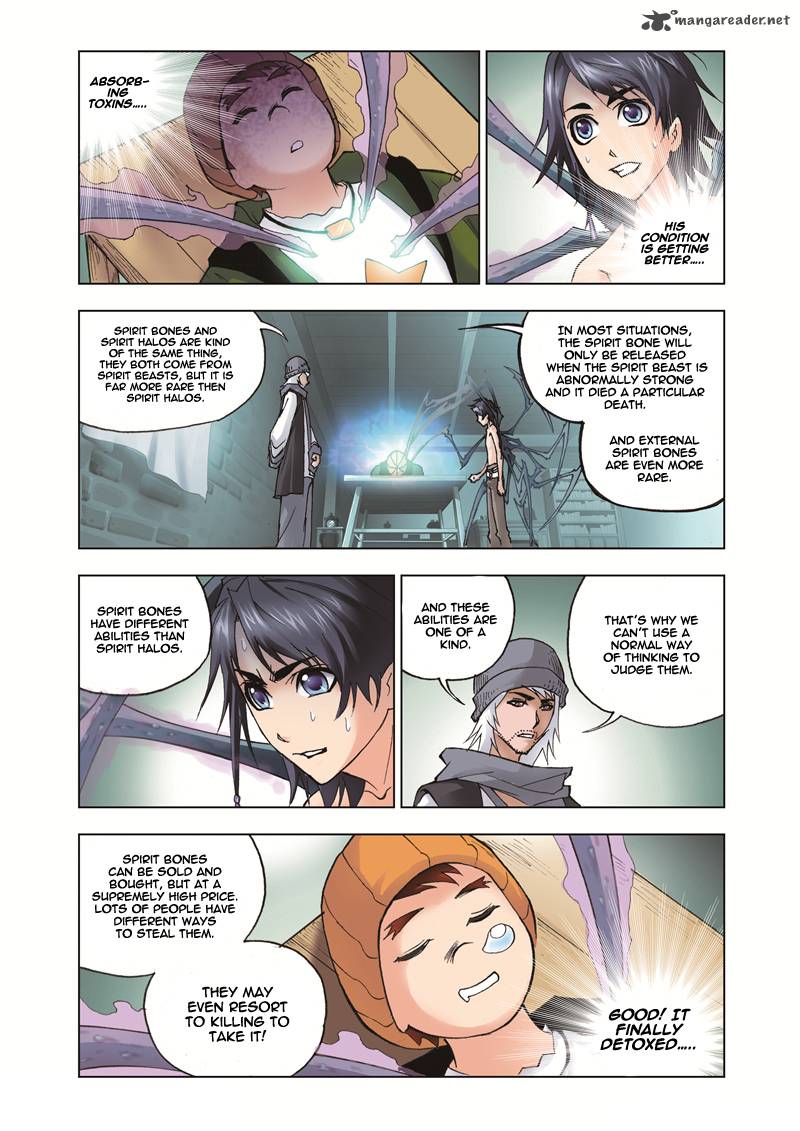 mangareader.net
ABSORB-
ING
TOXINS.....
HIS
CONDITION
IS GETTING
BETTER.....
SPIRIT BONES AND
SPIRIT HALOS ARE KIND
OF THE SAME THING,
THEY BOTH COME FROM
SPIRIT BEASTS, BUT IT IS
FAR MORE RARE THEN
SPIRIT HALOS.
IN MOST SITUATIONS,
THE SPIRIT BONE WILL
ONLY BE RELEASED
WHEN THE SPIRIT BEAST IS
ABNORMALLY STRONG
AND IT DIED A PARTICULAR
DEATH.
AND EXTERNAL
SPIRIT BONES
ARE EVEN MORE
RARE.
SPIRIT BONES
HAVE DIFFERENT
ABILITIES THAN
SPIRIT HALOS.
AND THESE
ABILITIES ARE
ONE OF A
KIND.
THAT'S WHY WE
CAN'T USE A
NORMAL WAY
OF THINKING TO
JUDGE THEM.
SPIRIT BONES
CAN BE SOLD AND
BOUGHT, BUT AT A
SUPREMELY HIGH PRICE.
LOTS OF PEOPLE HAVE
DIFFERENT WAYS
TO STEAL THEM.
THEY MAY
EVEN RESORT
TO KILLING TO
TAKE IT!
GOOD! IT
FINALLY
DETOXED.....